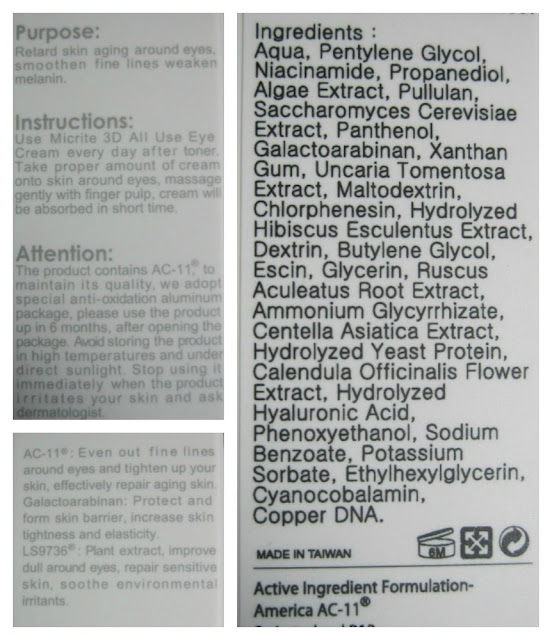 Purpose:
Retard skin aging around eyes,
smoothen fine lines weaken
melanin.
Instructions:
Use Micrite 3D All Use Eye
Cream every day after toner.
Take proper amount of cream
onto skin around eyes, massage
gently with finger pulp, cream will
be absorbed in short time.
Attention:
The product contains AC-11®, to
maintain its quality, we adopt
special anti-oxidation aluminum
package, please use the product
up in 6 months, after opening the
package. Avoid storing the product
in high temperatures and under
direct sunlight. Stop using it
immediately when the product
irritates your skin and ask
dermatologist.
AC-11®: Even out fine lines
around eyes and tighten up your
skin, effectively repair aging skin.
Galactoarabinan: Protect and
form skin barrier, increase skin
tightness and elasticity.
LS9736®: Plant extract, improve
dull around eyes, repair sensitive
skin, soothe environmental
irritants.
Ingredients :
Aqua, Pentylene Glycol,
Niacinamide, Propanediol,
Algae Extract, Pullulan,
Saccharomyces Cerevisiae
Extract, Panthenol,
Galactoarabinan, Xanthan
Gum, Uncaria Tomentosa
Extract, Maltodextrin,
Chlorphenesin, Hydrolyzed
Hibiscus Esculentus Extract,
Dextrin, Butylene Glycol,
Escin, Glycerin, Ruscus
Aculeatus Root Extract,
Ammonium Glycyrrhizate,
Centella Asiatica Extract,
Hydrolyzed Yeast Protein,
Calendula Officinalis Flower
Extract, Hydrolyzed
Hyaluronic Acid,
Phenoxyethanol, Sodium
Benzoate, Potassium
Sorbate, Ethylhexylglycerin,
Cyanocobalamin,
Copper DNA.
MADE IN TAIWAN
6M
Active Ingredient Formulation-
America AC-11®